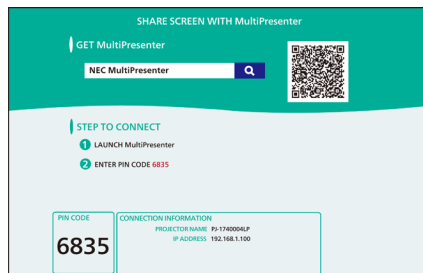 SHARE SCREEN WITH MultiPresenter
GET MultiPresenter
NEC MultiPresenter
STEP TO CONNECT
1 LAUNCH MultiPresenter
2 ENTER PIN CODE 6835
PIN CODE
6835
CONNECTION INFORMATION
PROJECTOR NAME PJ-1740004LP
IP ADDRESS 192.168.1.100